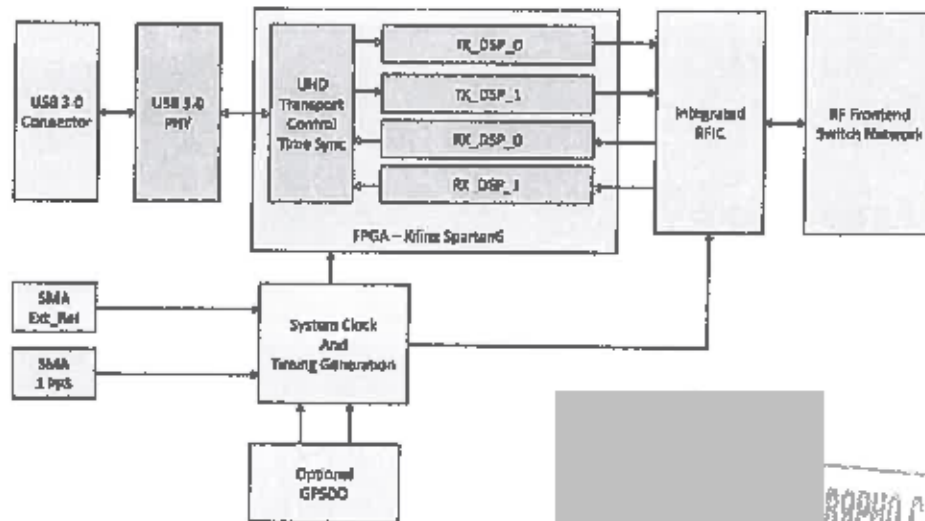 USB 3.0
Connector
USB 3.0
PHY
UHD
Transport
Control
Time Sync
TX_DSP_0
TX_DSP_1
RX_DSP_0
RX_DSP_1
FPGA – Xilinx Spartan6
Integrated
RFIC
RF Frontend
Switch Network
SMA
Ext_Ref
SMA
1 PPS
System Clock
And
Timing Generation
Optional
GPSDO